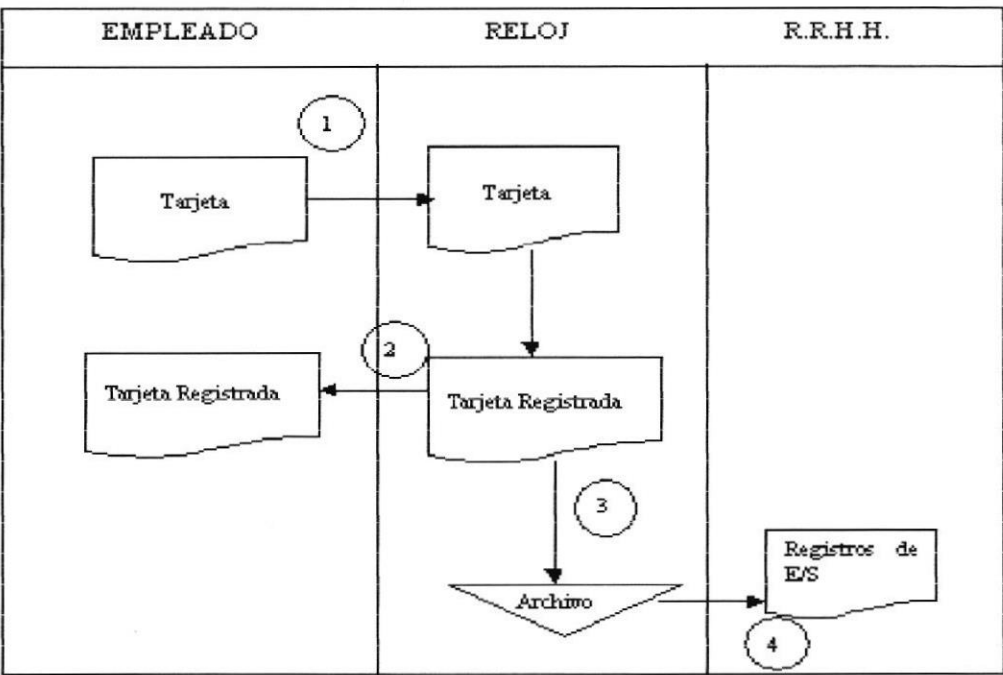 EMPLEADO
RELOJ
R.R.H.H.
1
Tarjeta
Tarjeta
2
Tarjeta Registrada
Tarjeta Registrada
3
Registros de
E/S
Archivo
4